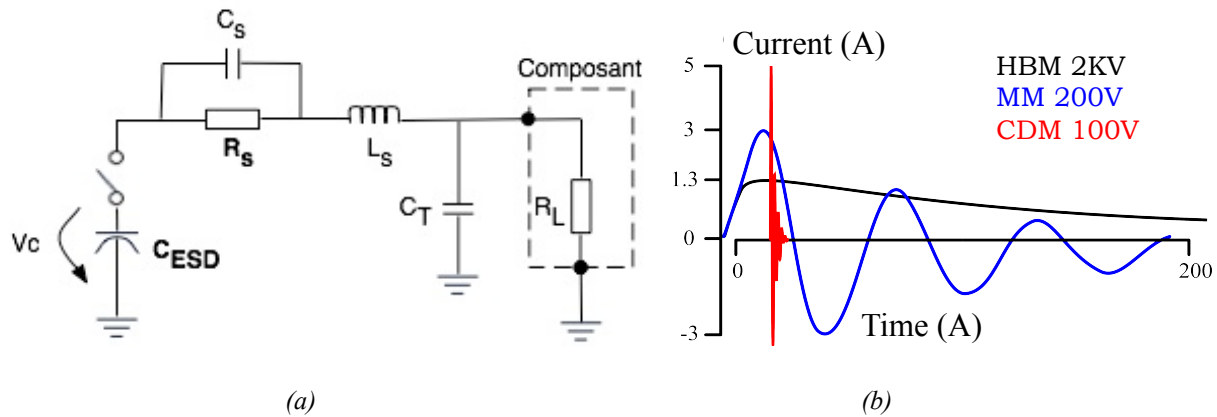 C_S
R_S
L_S
Composant
C_T
R_L
Vc
C_ESD
(a)
Current (A)
HBM 2KV
MM 200V
CDM 100V
5
3
1.3
0
-3
0
200
Time (A)
(b)